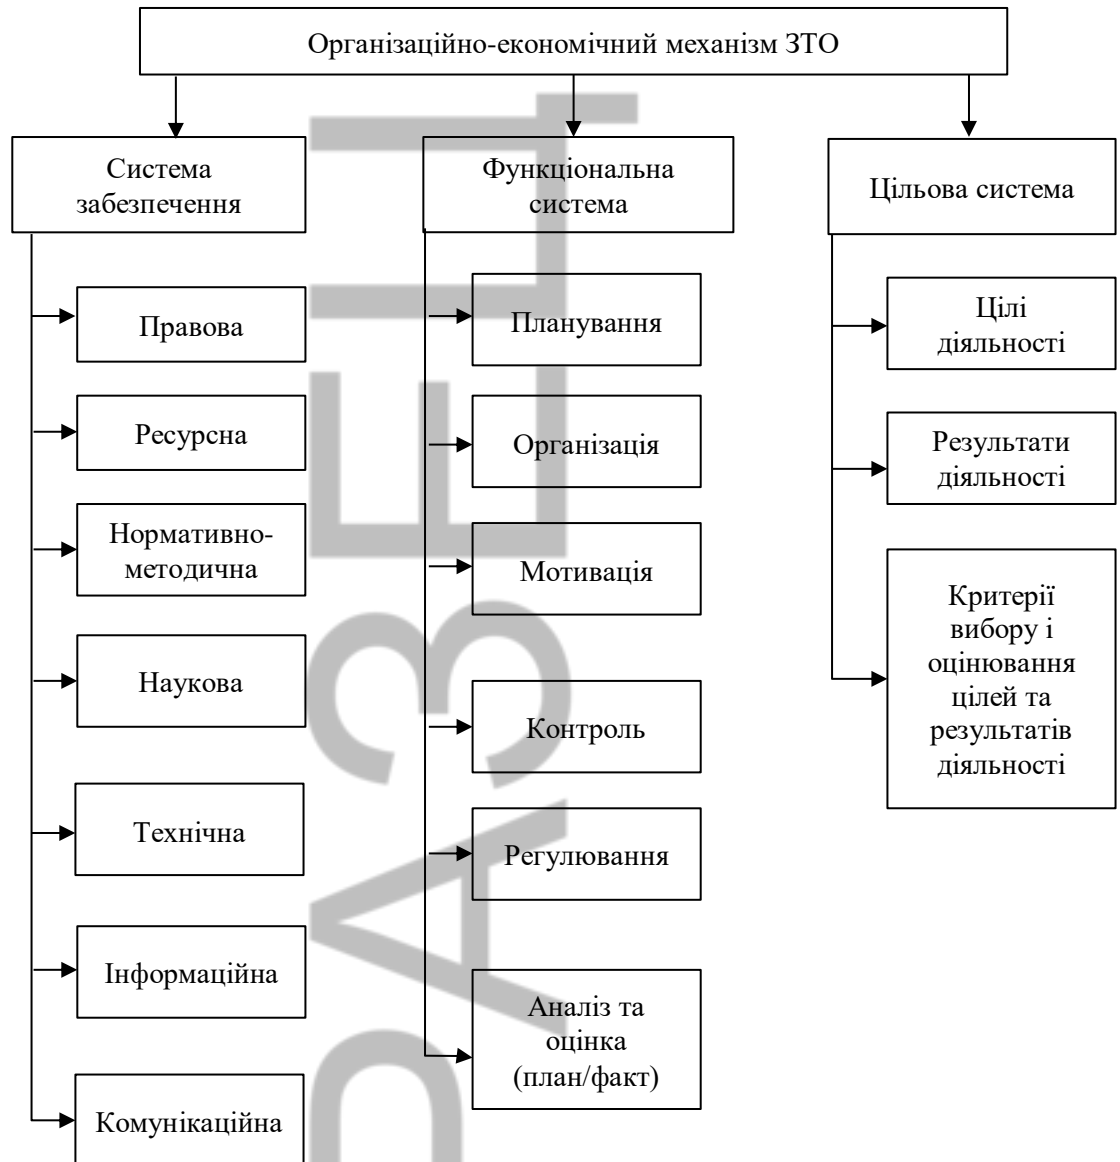 Організаційно-економічний механізм ЗТО
Система
забезпечення
Правова
Ресурсна
Нормативно-
методична
Наукова
Технічна
Інформаційна
Комунікаційна
Функціональна
система
Планування
Організація
Мотивація
Контроль
Регулювання
Аналіз та
оцінка
(план/факт)
Цільова система
Цілі
діяльності
Результати
діяльності
Критерії
вибору і
оцінювання
цілей та
результатів
діяльності